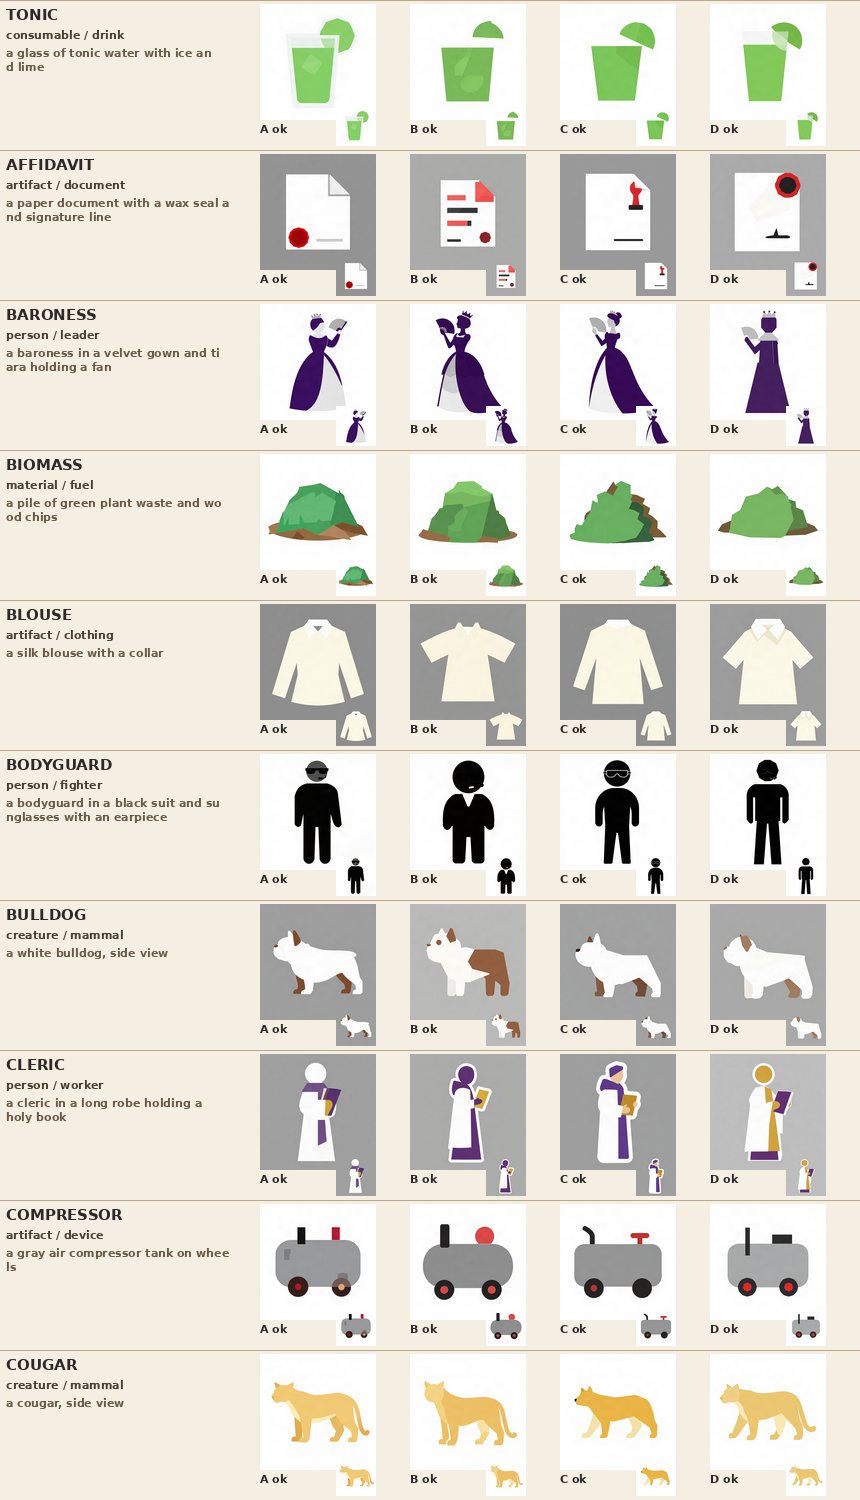 TONIC
consumable / drink
a glass of tonic water with ice an
d lime
A ok
B ok
C ok
D ok
AFFIDAVIT
artifact / document
a paper document with a wax seal a
nd signature line
A ok
B ok
C ok
D ok
BARONESS
person / leader
a baroness in a velvet gown and ti
ara holding a fan
A ok
B ok
C ok
D ok
BIOMASS
material / fuel
a pile of green plant waste and wo
od chips
A ok
B ok
C ok
D ok
BLOUSE
artifact / clothing
a silk blouse with a collar
A ok
B ok
C ok
D ok
BODYGUARD
person / fighter
a bodyguard in a black suit and su
nglasses with an earpiece
A ok
B ok
C ok
D ok
BULLDOG
creature / mammal
a white bulldog, side view
A ok
B ok
C ok
D ok
CLERIC
person / worker
a cleric in a long robe holding a
holy book
A ok
B ok
C ok
D ok
COMPRESSOR
artifact / device
a gray air compressor tank on whee
ls
A ok
B ok
C ok
D ok
COUGAR
creature / mammal
a cougar, side view
A ok
B ok
C ok
D ok